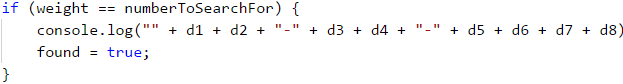 if (weight == numberToSearchFor) {
    console.log("" + d1 + d2 + "-" + d3 + d4 + "-" + d5 + d6 + d7 + d8)
    found = true;
}